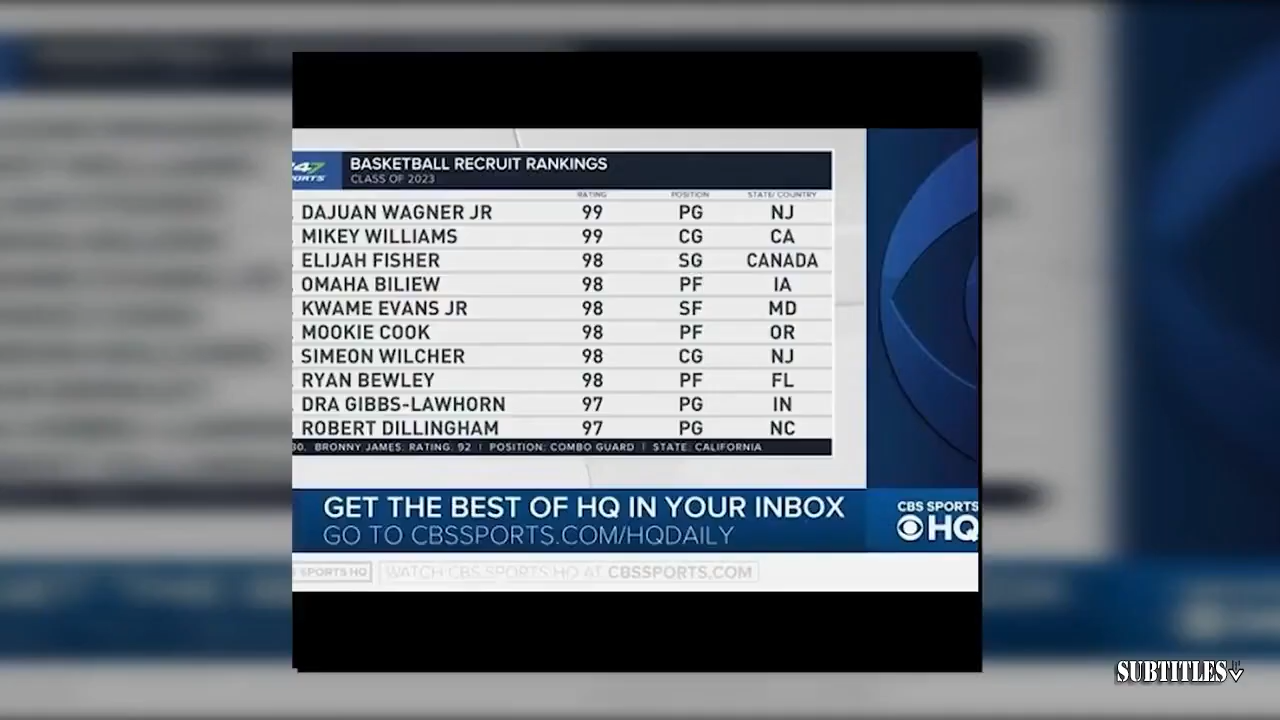 47
BASKETBALL RECRUIT RANKINGS
CLASS OF 2023
RATING POSITION STATE/COUNTRY
DAJUAN WAGNER JR 99 PG NJ
MIKEY WILLIAMS 99 CG CA
ELIJAH FISHER 98 SG CANADA
OMAHA BILIEW 98 PF IA
KWAME EVANS JR 98 SF MD
MOOKIE COOK 98 PF OR
SIMEON WILCHER 98 CG NJ
RYAN BEWLEY 98 PF FL
DRA GIBBS-LAWHORN 97 PG IN
ROBERT DILLINGHAM 97 PG NC
30. BRONNY JAMES: RATING: 92 | POSITION: COMBO GUARD | STATE: CALIFORNIA
GET THE BEST OF HQ IN YOUR INBOX
GO TO CBSSPORTS.COM/HQDAILY
CBS SPORTS
HQ
SPORTS HQ WATCH CBS SPORTS HQ AT CBSSPORTS.COM
SUBTITLES